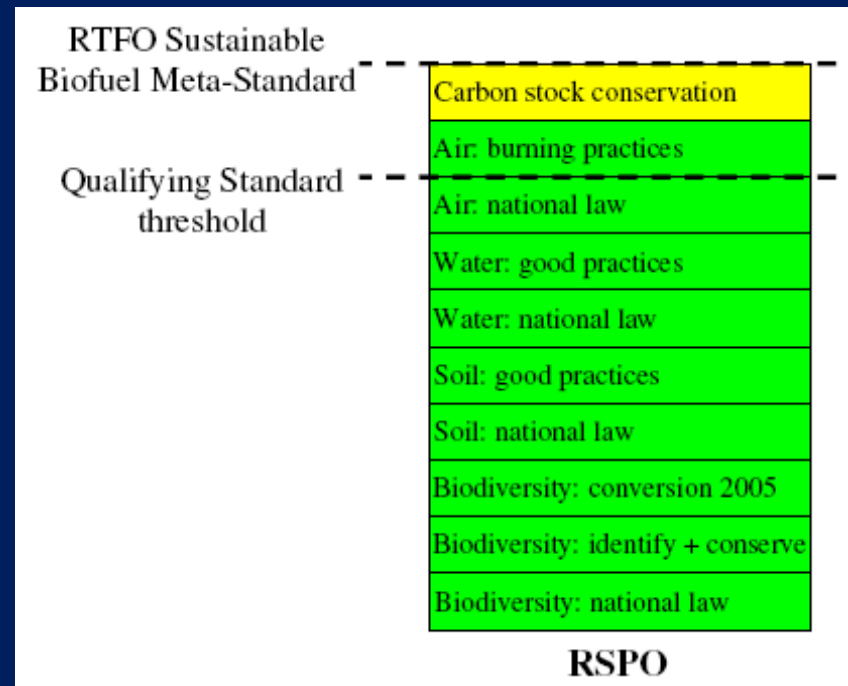 RTFO Sustainable
Biofuel Meta-Standard
Carbon stock conservation
Air: burning practices
Qualifying Standard
threshold
Air: national law
Water: good practices
Water: national law
Soil: good practices
Soil: national law
Biodiversity: conversion 2005
Biodiversity: identify + conserve
Biodiversity: national law
RSPO